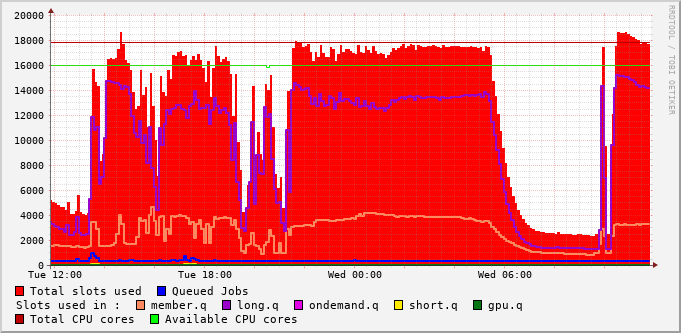 20000
18000
16000
14000
12000
10000
8000
6000
4000
2000
0
Tue 12:00 Tue 18:00 Wed 00:00 Wed 06:00
Total slots used Queued Jobs
Slots used in : member.q long.q ondemand.q short.q gpu.q
Total CPU cores Available CPU cores
RRDTOOL / TOBI OETIKER